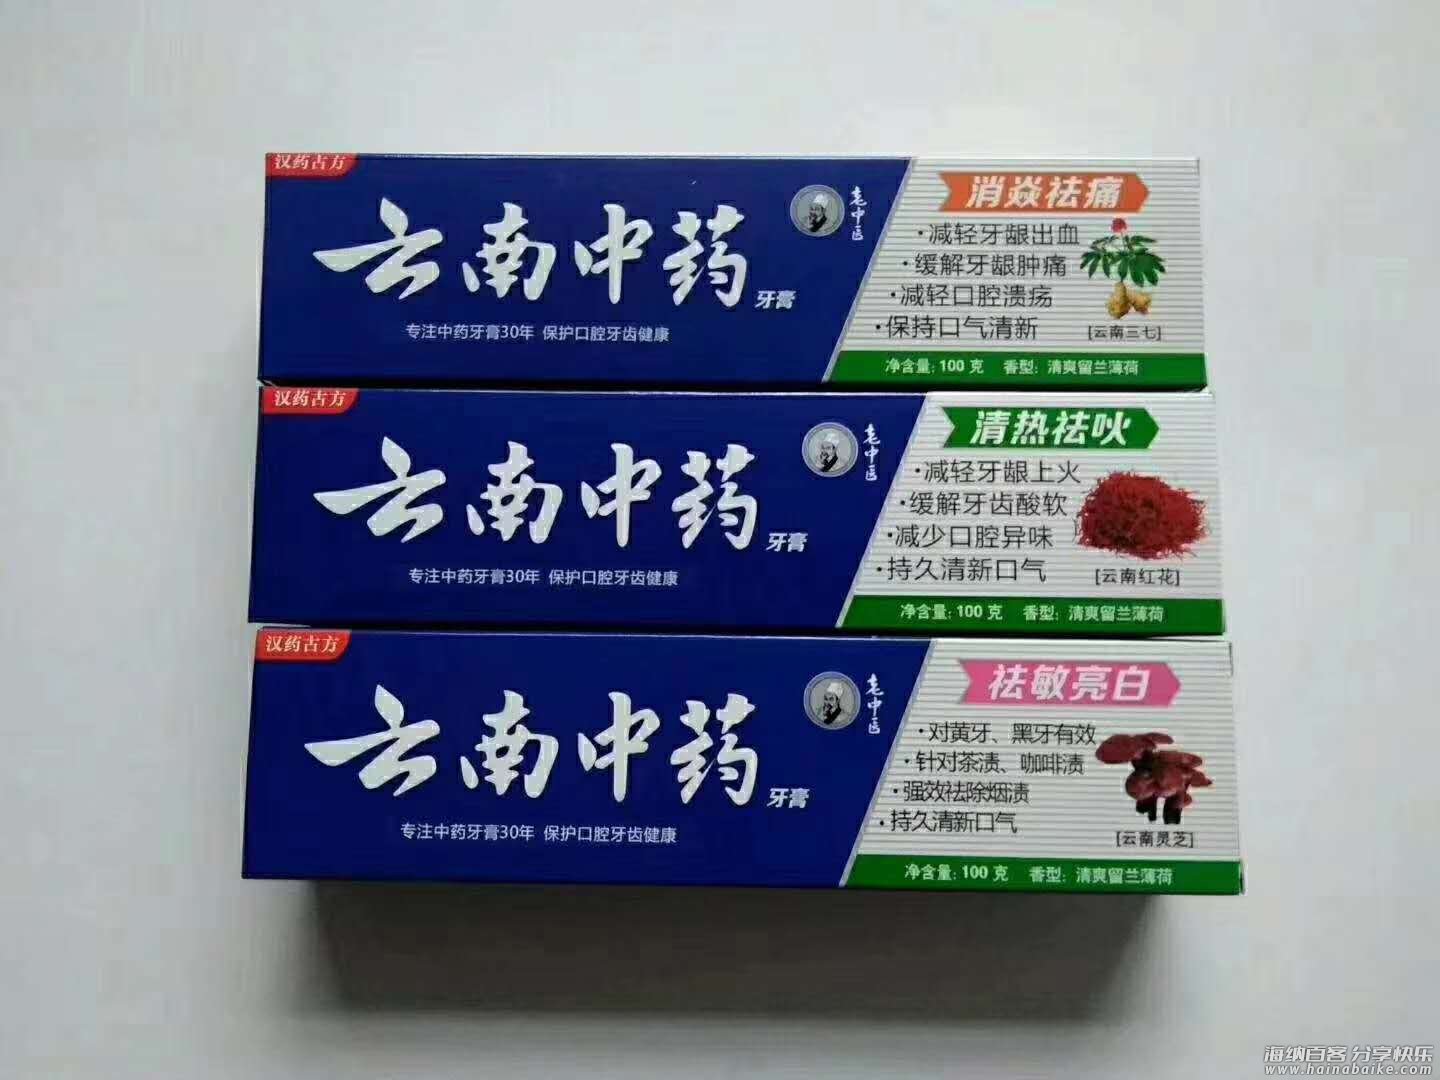 汉药古方
云南中药
牙膏
专注中药牙膏30年 保护口腔牙齿健康
老中医
消焱祛痛
·减轻牙龈出血
·缓解牙龈肿痛
·减轻口腔溃疡
·保持口气清新
[云南三七]
净含量: 100 克 香型: 清爽留兰薄荷
汉药古方
云南中药
牙膏
专注中药牙膏30年 保护口腔牙齿健康
老中医
清热祛吙
·减轻牙龈上火
·缓解牙齿酸软
·减少口腔异味
·持久清新口气
[云南红花]
净含量: 100 克 香型: 清爽留兰薄荷
汉药古方
云南中药
牙膏
专注中药牙膏30年 保护口腔牙齿健康
老中医
祛敏亮白
·对黄牙、黑牙有效
·针对茶渍、咖啡渍
·强效祛除烟渍
·持久清新口气
[云南灵芝]
净含量: 100 克 香型: 清爽留兰薄荷
海纳百客 分享快乐
www.hainabaike.com